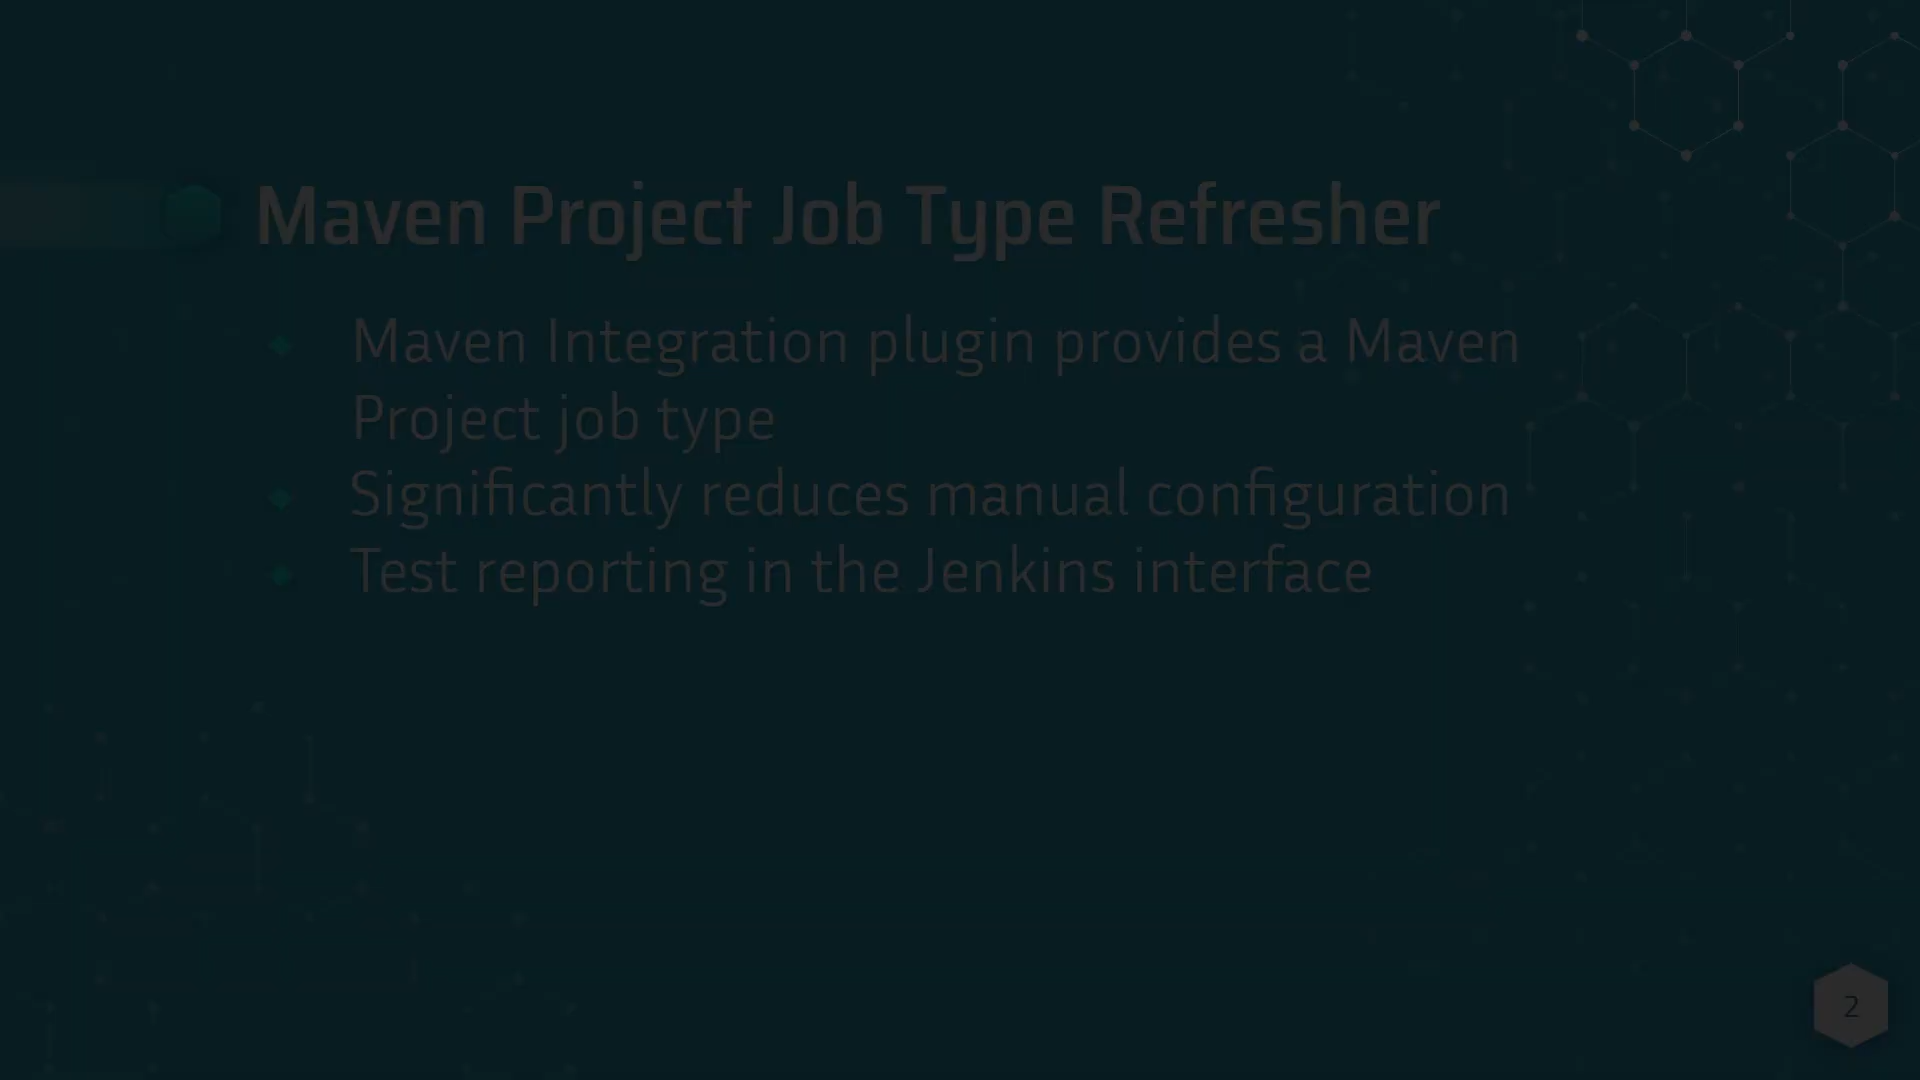 Maven Project Job Type Refresher
Maven Integration plugin provides a Maven
Project job type
Significantly reduces manual configuration
Test reporting in the Jenkins interface
2